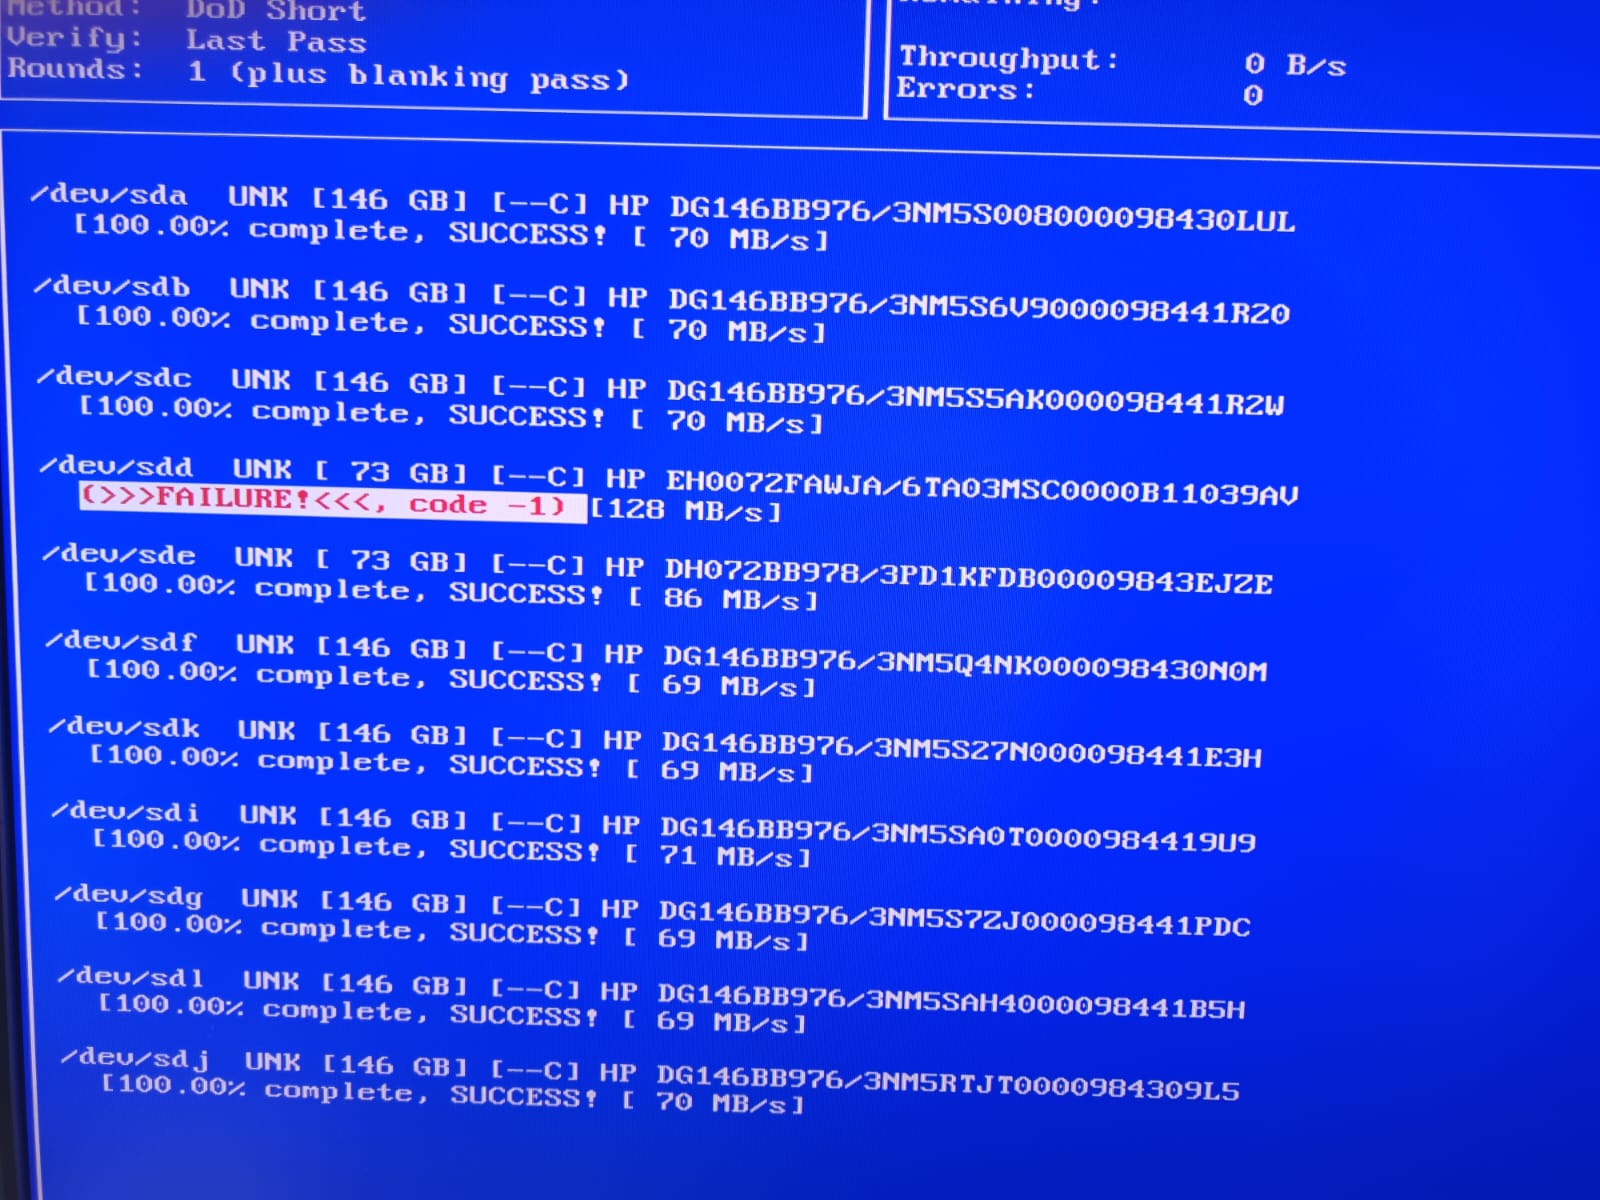 Method: DoD Short
Verify: Last Pass
Rounds: 1 (plus blanking pass)
Remaining:
Throughput: 0 B/s
Errors: 0
/dev/sda UNK [146 GB] [--C] HP DG146BB976/3NM5S008000098430LUL
[100.00% complete, SUCCESS! [ 70 MB/s]
/dev/sdb UNK [146 GB] [--C] HP DG146BB976/3NM5S6V9000098441R20
[100.00% complete, SUCCESS! [ 70 MB/s]
/dev/sdc UNK [146 GB] [--C] HP DG146BB976/3NM5S5AK000098441R2W
[100.00% complete, SUCCESS! [ 70 MB/s]
/dev/sdd UNK [ 73 GB] [--C] HP EH0072FAWJA/6TA03MSC0000B11039AV
(>>>FAILURE!<<<, code -1) [128 MB/s]
/dev/sde UNK [ 73 GB] [--C] HP DH072BB978/3PD1KFDB00009843EJZE
[100.00% complete, SUCCESS! [ 86 MB/s]
/dev/sdf UNK [146 GB] [--C] HP DG146BB976/3NM5Q4NK000098430N0M
[100.00% complete, SUCCESS! [ 69 MB/s]
/dev/sdk UNK [146 GB] [--C] HP DG146BB976/3NM5S27N000098441E3H
[100.00% complete, SUCCESS! [ 69 MB/s]
/dev/sdi UNK [146 GB] [--C] HP DG146BB976/3NM5SA0T0000984419U9
[100.00% complete, SUCCESS! [ 71 MB/s]
/dev/sdg UNK [146 GB] [--C] HP DG146BB976/3NM5S7ZJ000098441PDC
[100.00% complete, SUCCESS! [ 69 MB/s]
/dev/sdl UNK [146 GB] [--C] HP DG146BB976/3NM5SAH4000098441B5H
[100.00% complete, SUCCESS! [ 69 MB/s]
/dev/sdj UNK [146 GB] [--C] HP DG146BB976/3NM5RTJT0000984309L5
[100.00% complete, SUCCESS! [ 70 MB/s]